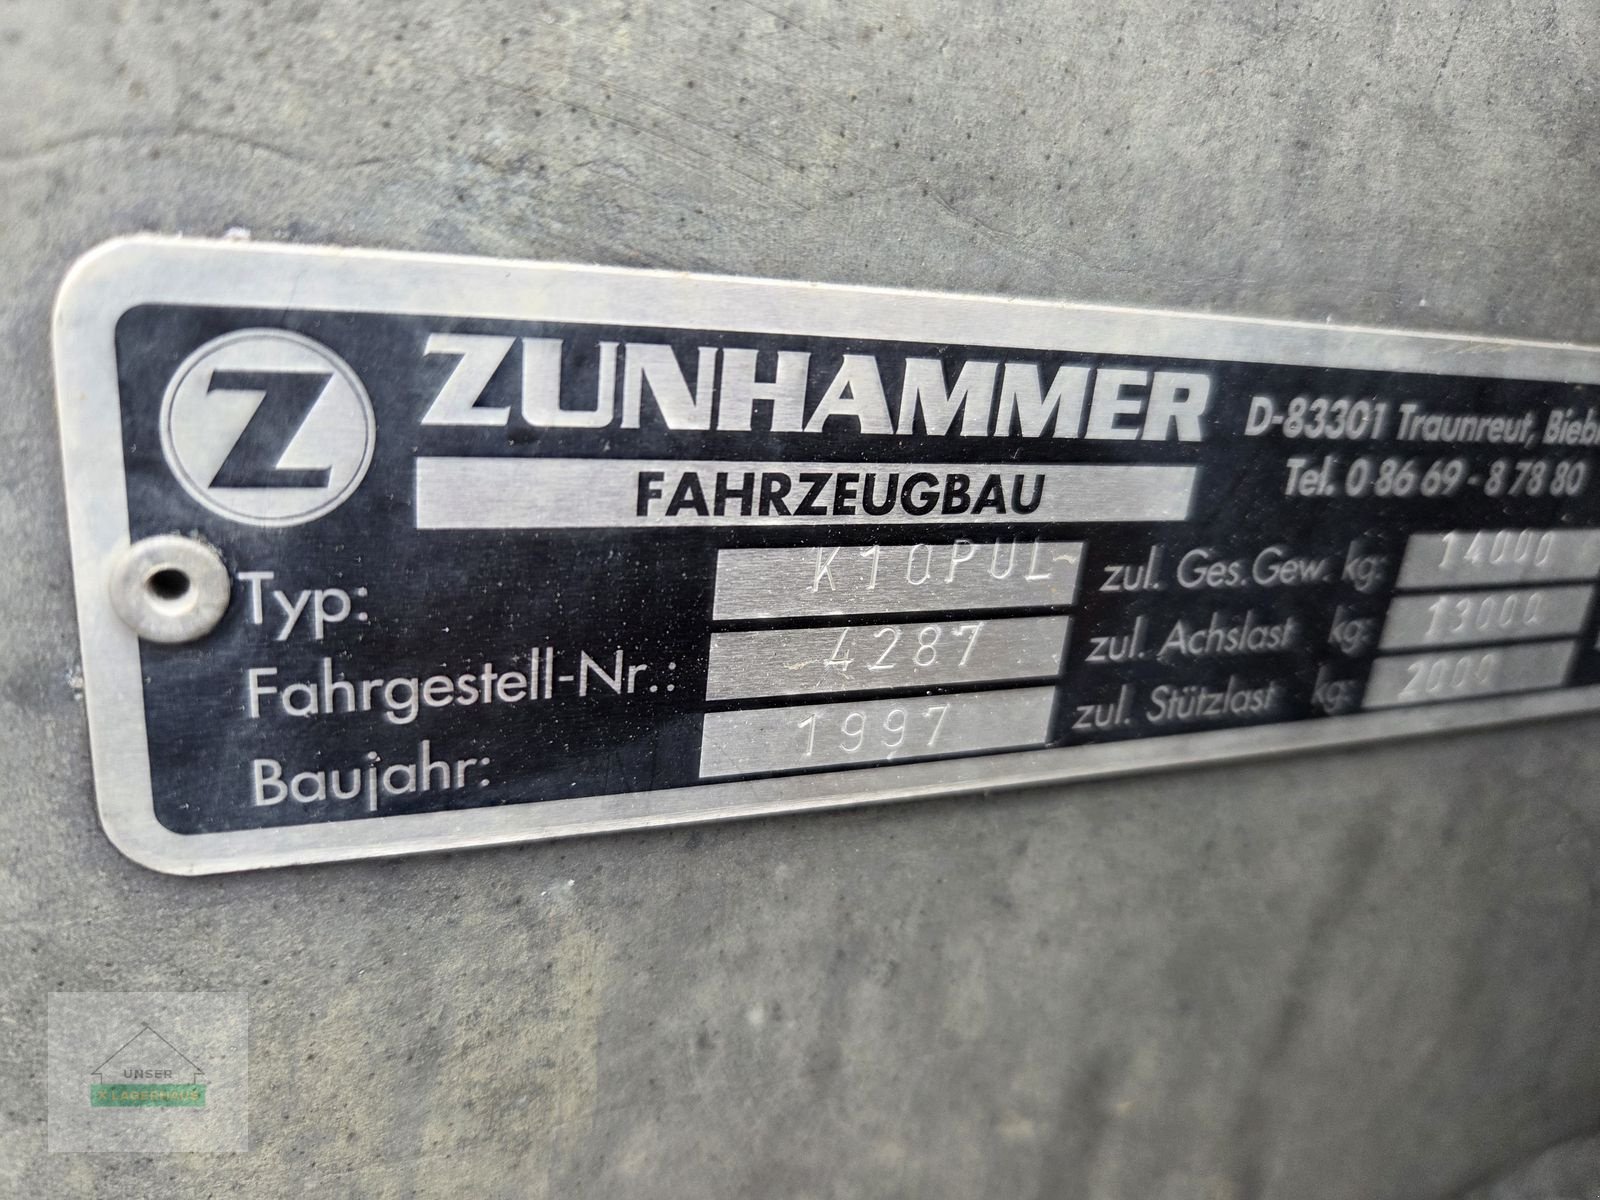 Z ZUNHAMMER
FAHRZEUGBAU
D-83301 Traunreut,
Tel. 0 86 69 - 8 78 80
Typ: K10PUL
zul. Ges. Gew. kg: 14000
Fahrgestell-Nr.: 4287
zul. Achslast kg: 13000
Baujahr: 1997
zul. Stützlast kg: 2000
UNSER
X LAGERHAUS